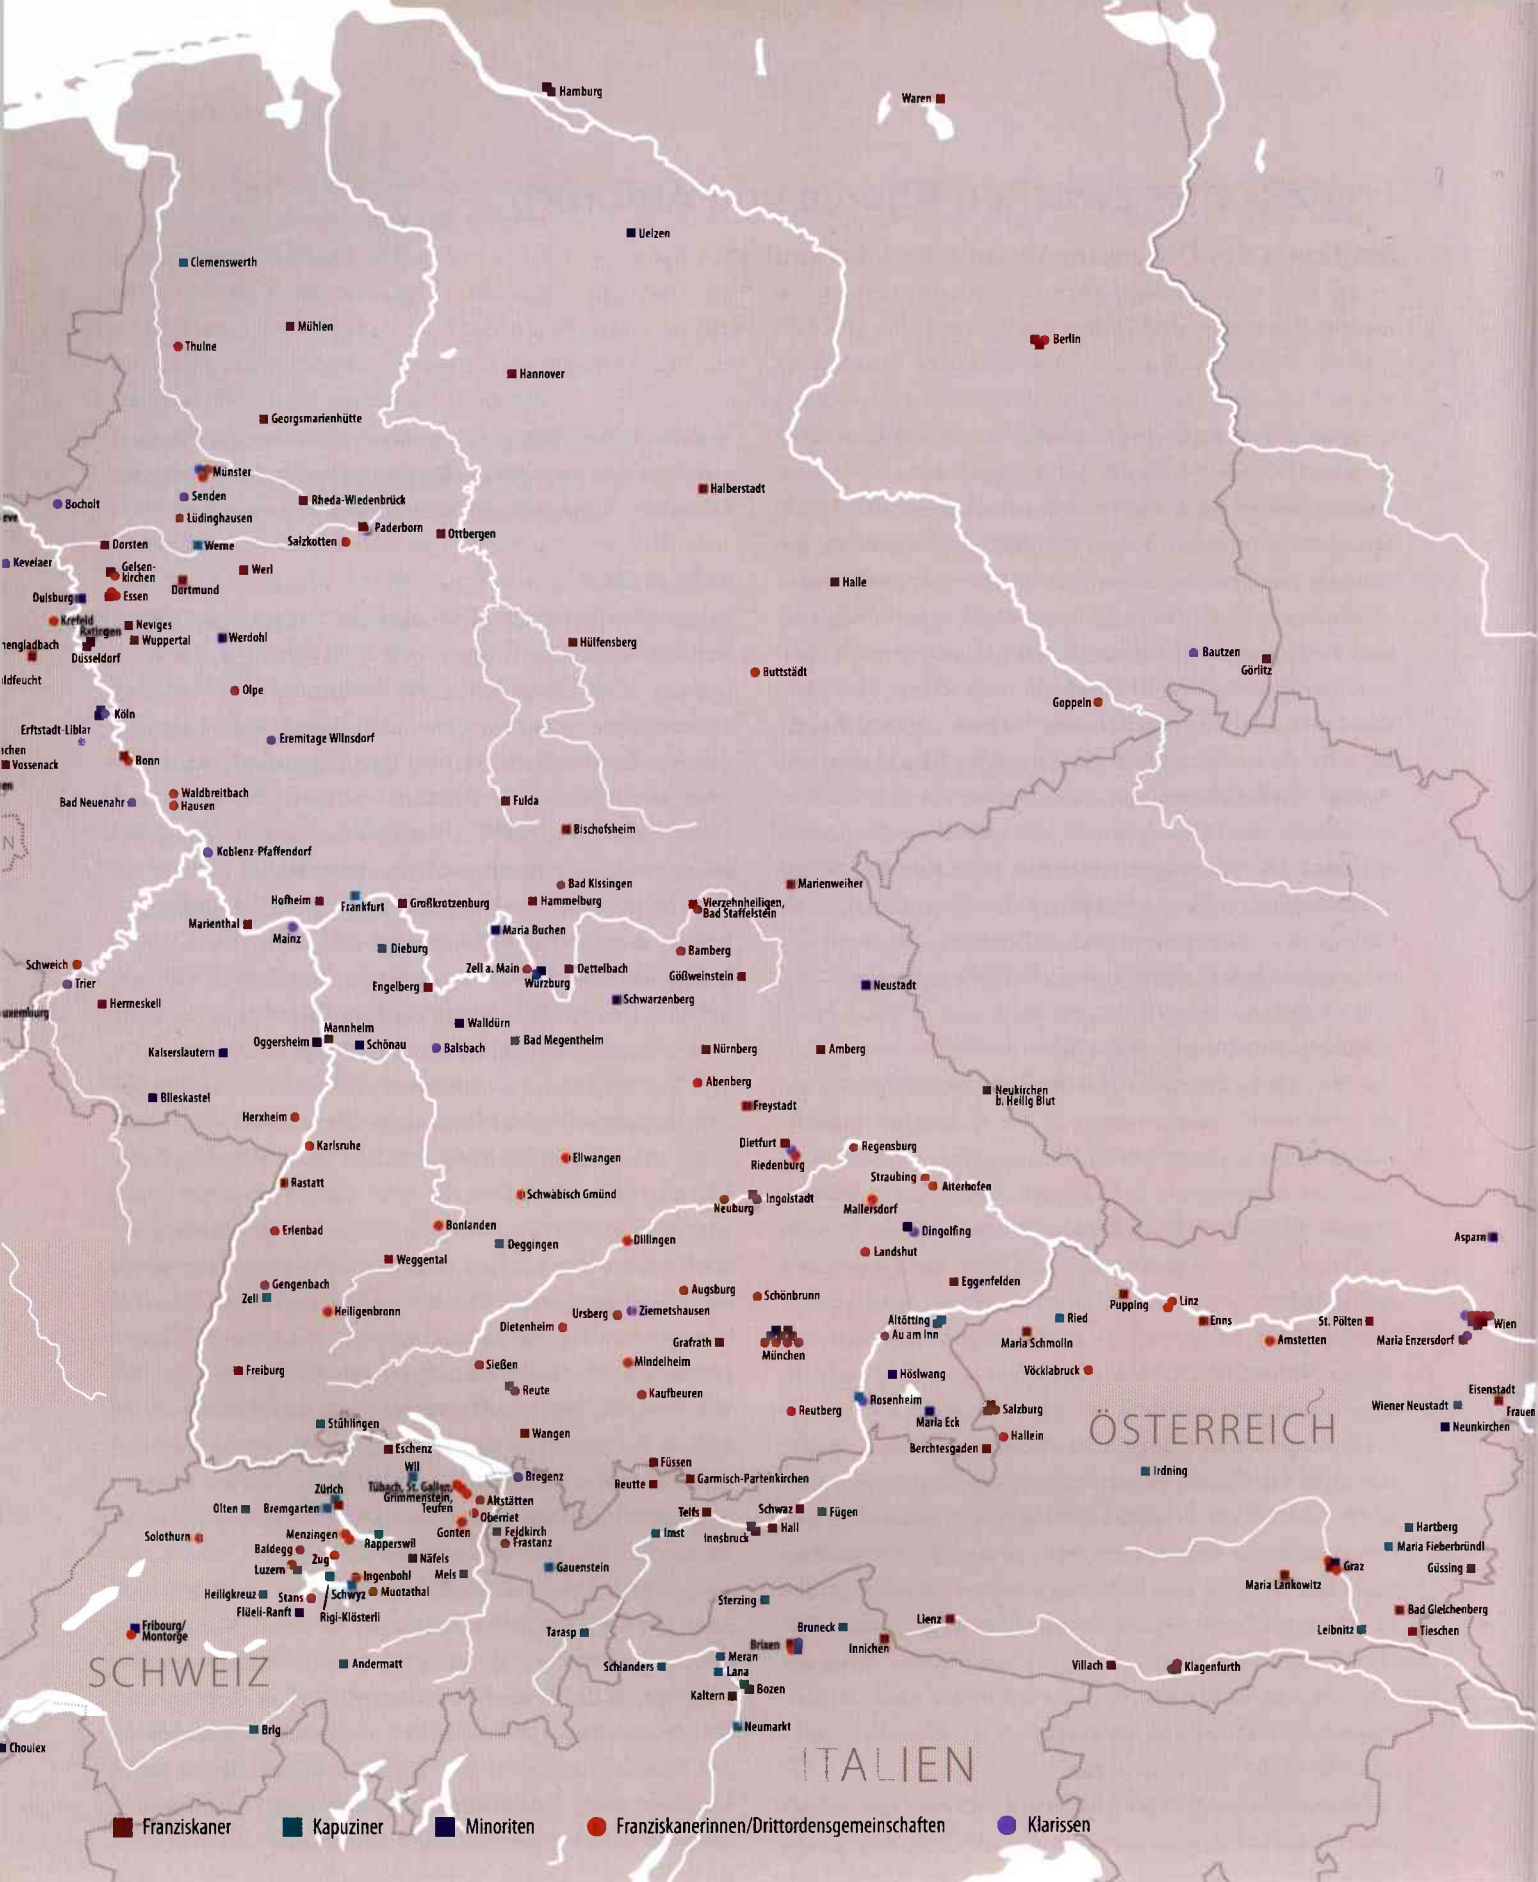 Hamburg
Waren
Uelzen
Clemenswerth
Mühlen
Thuine
Berlin
Hannover
Georgsmarienhütte
Münster
Halberstadt
Senden
Bocholt
Rheda-Wiedenbrück
Lüdinghausen
Paderborn
Ottbergen
Salzkotten
Dorsten
Werne
Kevelaer
Gelsen-
kirchen
Werl
Dortmund
Halle
Duisburg
Essen
Krefeld
Ratingen
Neviges
Wuppertal
Werdohl
Hülfensberg
nengladbach
Düsseldorf
Bautzen
Görlitz
Buttstädt
ldfeucht
Olpe
Goppeln
Köln
Erftstadt-Liblar
Eremitage Wilnsdorf
achen
Vossenack
Bonn
Waldbreitbach
Hausen
Bad Neuenahr
Fulda
Bischofsheim
Koblenz-Pfaffendorf
Bad Kissingen
Marienweiher
Hofheim
Frankfurt
Großkrotzenburg
Hammelburg
Vierzehnheiligen,
Bad Staffelstein
Marienthal
Mainz
Maria Buchen
Dieburg
Bamberg
Schweich
Zell a. Main
Dettelbach
Gößweinstein
Trier
Würzburg
Engelberg
Neustadt
Hermeskeil
Schwarzenberg
uxemburg
Walldürn
Mannheim
Oggersheim
Schönau
Balsbach
Bad Megentheim
Kaiserslautern
Nürnberg
Amberg
Abenberg
Blieskastel
Neukirchen
b. Heilig Blut
Freystadt
Herxheim
Karlsruhe
Dietfurt
Regensburg
Ellwangen
Riedenburg
Straubing
Aiterhofen
Rastatt
Schwäbisch Gmünd
Ingolstadt
Neuburg
Mallersdorf
Erlenbad
Bonlanden
Deggingen
Dillingen
Dingolfing
Asparn
Weggental
Landshut
Gengenbach
Zell
Augsburg
Schönbrunn
Eggenfelden
Pupping
Linz
Heiligenbronn
Ursberg
Ziemetshausen
Altötting
Ried
Enns
St. Pölten
Wien
Dietenheim
Au am Inn
Maria Schmolln
Amstetten
Maria Enzersdorf
Grafrath
München
Freiburg
Sießen
Mindelheim
Höslwang
Vöcklabruck
Reute
Kaufbeuren
Rosenheim
Eisenstadt
Reutberg
Maria Eck
Salzburg
Wiener Neustadt
Frauen
Stühlingen
ÖSTERREICH
Neunkirchen
Wangen
Hallein
Eschenz
Berchtesgaden
Wil
Füssen
Irdning
Bregenz
Reutte
Garmisch-Partenkirchen
Tübach, St. Gallen,
Grimmenstein,
Teufen
Zürich
Altstätten
Olten
Bremgarten
Oberriet
Telfs
Schwaz
Fügen
Solothurn
Menzingen
Rapperswil
Gonten
Feldkirch
Frastanz
Imst
Innsbruck
Hall
Hartberg
Baldegg
Zug
Näfels
Maria Fieberbründl
Luzern
Ingenbohl
Mels
Gauenstein
Graz
Güssing
Heiligkreuz
Stans
Schwyz
Muotathal
Maria Lankowitz
Flüeli-Ranft
Rigi-Klösterli
Sterzing
Bad Gleichenberg
Fribourg/
Montorge
Tarasp
Bruneck
Lienz
Leibnitz
Tieschen
Brixen
Innichen
SCHWEIZ
Andermatt
Schlanders
Meran
Lana
Villach
Klagenfurth
Bozen
Kaltern
Brig
Neumarkt
Choulex
ITALIEN
Franziskaner Kapuziner Minoriten Franziskanerinnen/Drittordensgemeinschaften Klarissen